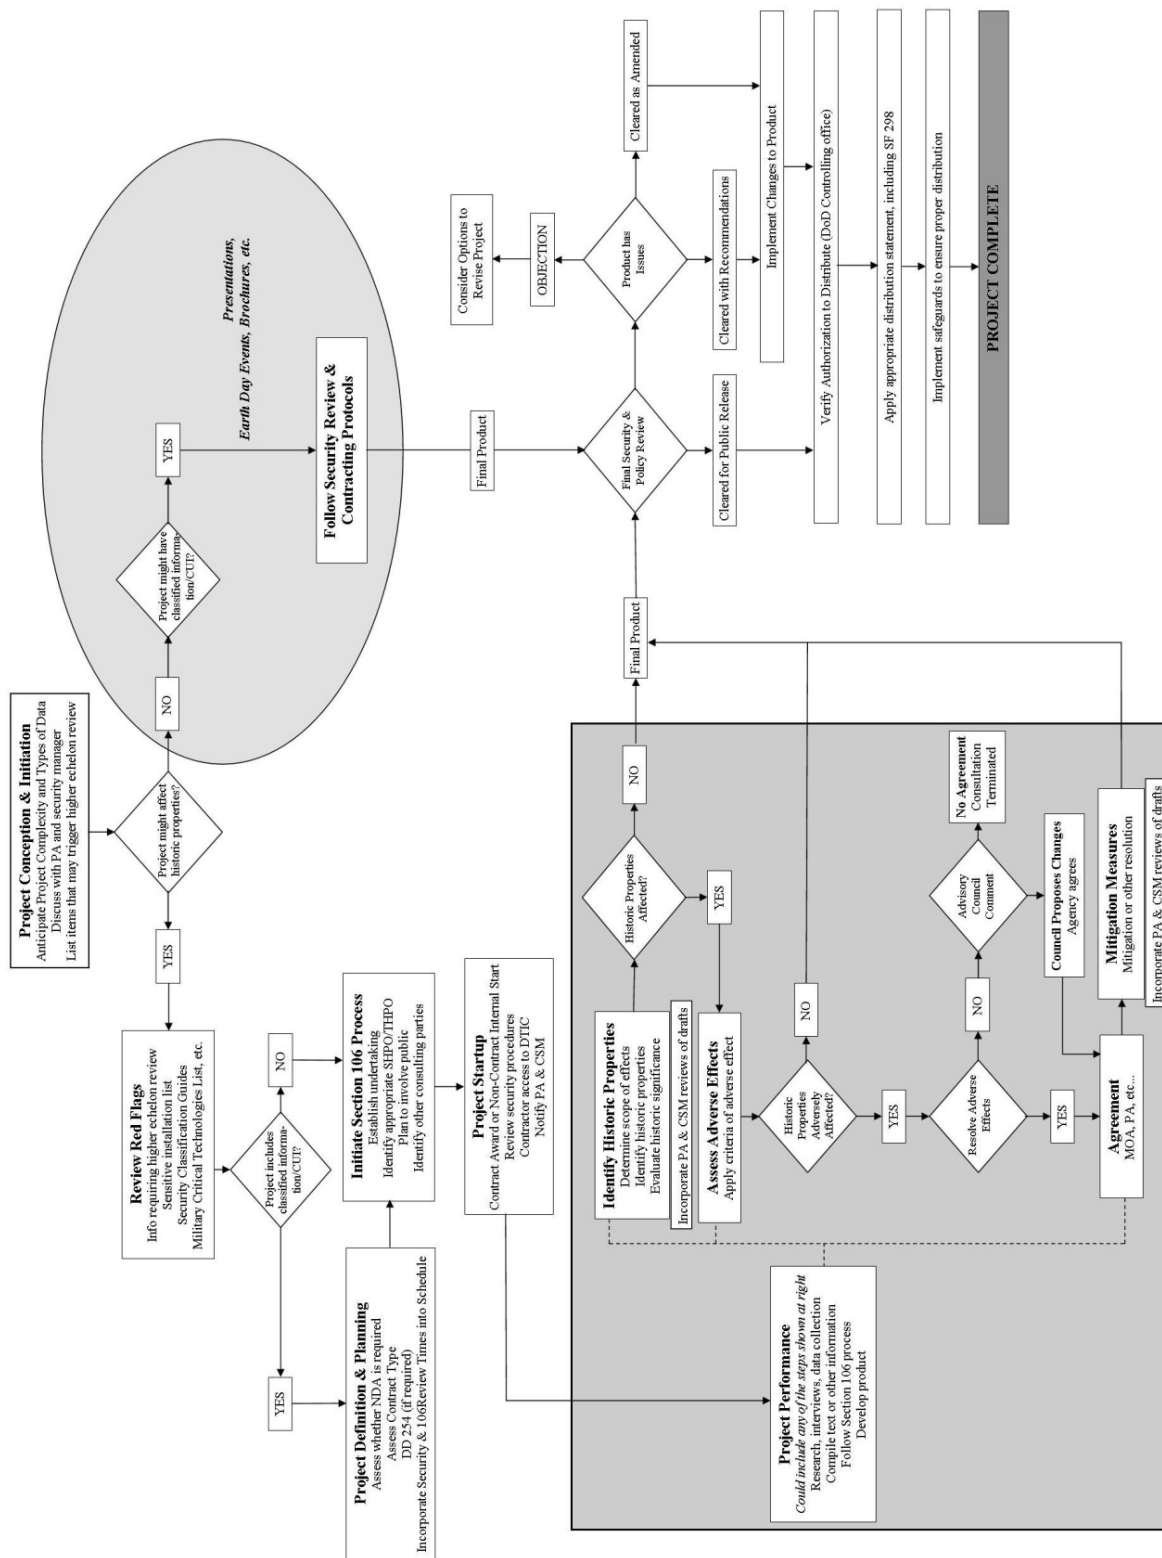 Project Conception & Initiation
Anticipate Project Complexity and Types of Data
Discuss with PA and security manager
List items that may trigger higher echelon review
Project might affect
historic properties?
YES
NO
Project might have
classified informa-
tion/CUI?
YES
Presentations,
Earth Day Events, Brochures, etc.
Follow Security Review &
Contracting Protocols
Final Product
Review Red Flags
Info requiring higher echelon review
Sensitive installation list
Security Classification Guides
Military Critical Technologies List, etc.
Project includes
classified informa-
tion/CUI?
YES
NO
Project Definition & Planning
Assess whether NDA is required
Assess Contract Type
DD 254 (if required)
Incorporate Security & 106Review Times into Schedule
Initiate Section 106 Process
Establish undertaking
Identify appropriate SHPO/THPO
Plan to involve public
Identify other consulting parties
Project Startup
Contract Award or Non-Contract Internal Start
Review security procedures
Contractor access to DTIC
Notify PA & CSM
Project Performance
Could include any of the steps shown at right
Research, interviews, data collection
Compile text or other information
Follow Section 106 process
Develop product
Identify Historic Properties
Determine scope of effects
Identify historic properties
Evaluate historic significance
Incorporate PA & CSM reviews of drafts
Historic Properties
Affected?
NO
YES
Assess Adverse Effects
Apply criteria of adverse effect
Historic
Properties
Adversely
Affected?
NO
YES
Resolve Adverse
Effects
NO
YES
Advisory
Council
Comment
No Agreement
Consultation
Terminated
Council Proposes Changes
Agency agrees
Agreement
MOA, PA, etc...
Mitigation Measures
Mitigation or other resolution
Incorporate PA & CSM reviews of drafts
Final Product
Final Security &
Policy Review
Cleared for Public Release
Product has
Issues
OBJECTION
Consider Options to
Revise Project
Cleared with Recommendations
Cleared as Amended
Implement Changes to Product
Verify Authorization to Distribute (DoD Controlling office)
Apply appropriate distribution statement, including SF 298
Implement safeguards to ensure proper distribution
PROJECT COMPLETE